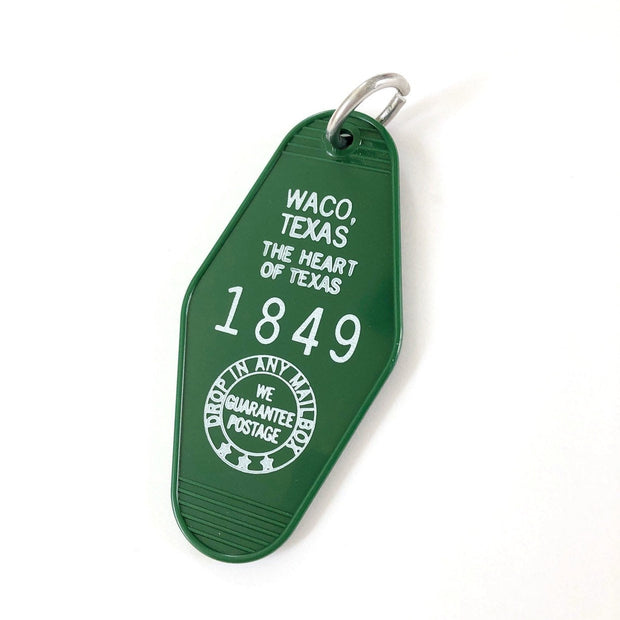 WACO,
TEXAS
THE HEART
OF TEXAS
1849
DROP IN ANY MAILBOX
WE
GUARANTEE
POSTAGE